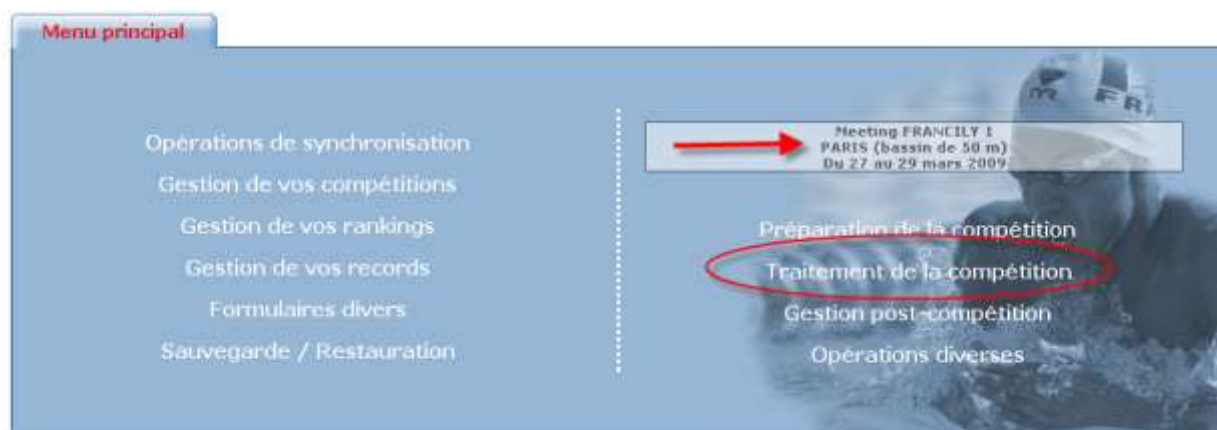 Menu principal
Opérations de synchronisation
Gestion de vos compétitions
Gestion de vos rankings
Gestion de vos records
Formulaires divers
Sauvegarde / Restauration
Meeting FRANCILY 1
PARIS (bassin de 50 m)
Du 27 au 29 mars 2009
Préparation de la compétition
Traitement de la compétition
Gestion post-compétition
Opérations diverses
FRA